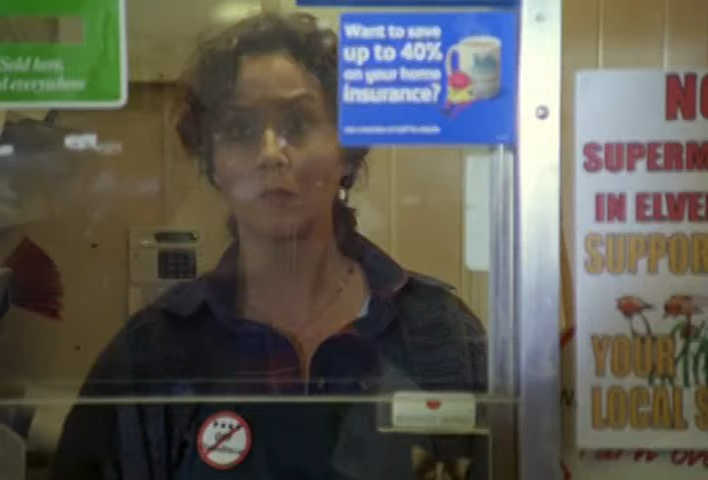 Sold here,
everywhere
Want to save
up to 40%
on your home
insurance?
NO
SUPERM
IN ELVE
SUPPOR
YOUR
LOCAL S